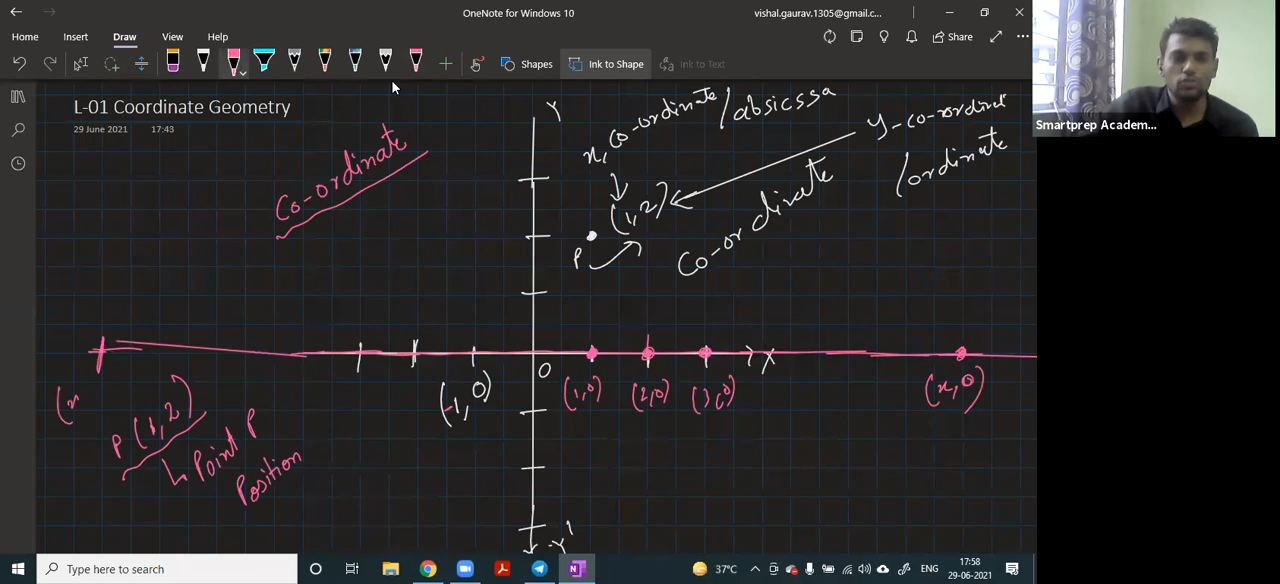 OneNote for Windows 10
vishal.gaurav.1305@gmail.c...
Home Insert Draw View Help
Share
Shapes Ink to Shape Ink to Text
L-01 Coordinate Geometry
29 June 2021 17:43
Smartprep Academ...
Co-ordinate
Y
x, Co-ordinate /absicssa
y-co-ordinat
/ordinate
(1,2)
P
Co-ordinate
X
O
(-1,0)
(1,0)
(2,0)
(3,0)
(x,0)
(x
P (1,2)
Point P
Position
-Y'
Type here to search
37°C
ENG
17:58
29-06-2021